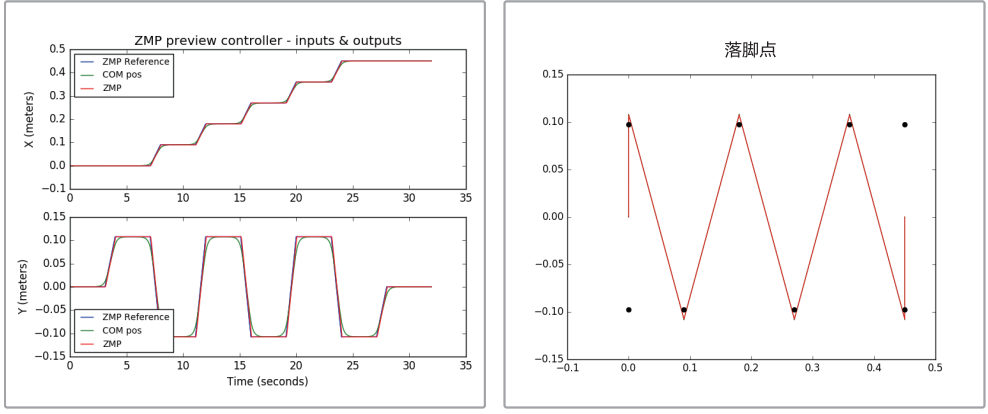 ZMP preview controller - inputs & outputs
0.5
0.4
0.3
0.2
0.1
0.0
−0.1
X (meters)
ZMP Reference
COM pos
ZMP
0 5 10 15 20 25 30 35
0.15
0.10
0.05
0.00
−0.05
−0.10
−0.15
Y (meters)
ZMP Reference
COM pos
ZMP
0 5 10 15 20 25 30 35
Time (seconds)
落脚点
0.15
0.10
0.05
0.00
−0.05
−0.10
−0.15
−0.1 0.0 0.1 0.2 0.3 0.4 0.5